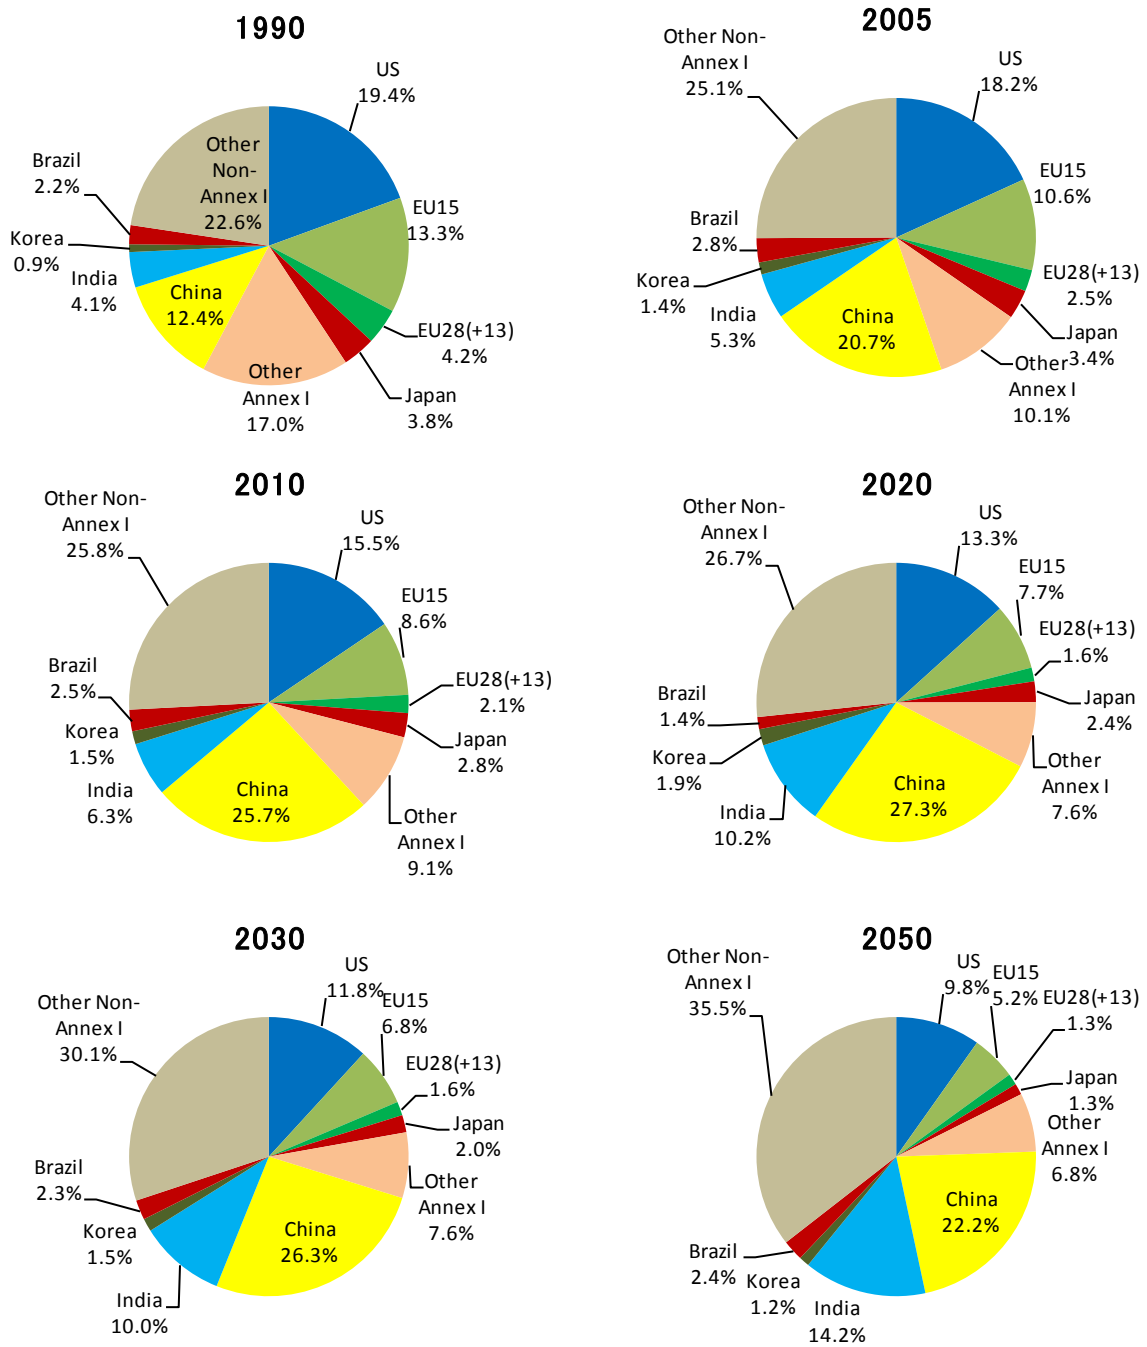 1990
US
19.4%
EU15
13.3%
EU28(+13)
4.2%
Japan
3.8%
Other
Annex I
17.0%
China
12.4%
India
4.1%
Korea
0.9%
Brazil
2.2%
Other
Non-
Annex I
22.6%
2005
US
18.2%
EU15
10.6%
EU28(+13)
2.5%
Japan
3.4%
Other
Annex I
10.1%
China
20.7%
India
5.3%
Korea
1.4%
Brazil
2.8%
Other Non-
Annex I
25.1%
2010
US
15.5%
EU15
8.6%
EU28(+13)
2.1%
Japan
2.8%
Other
Annex I
9.1%
China
25.7%
India
6.3%
Korea
1.5%
Brazil
2.5%
Other Non-
Annex I
25.8%
2020
US
13.3%
EU15
7.7%
EU28(+13)
1.6%
Japan
2.4%
Other
Annex I
7.6%
China
27.3%
India
10.2%
Korea
1.9%
Brazil
1.4%
Other Non-
Annex I
26.7%
2030
US
11.8%
EU15
6.8%
EU28(+13)
1.6%
Japan
2.0%
Other
Annex I
7.6%
China
26.3%
India
10.0%
Korea
1.5%
Brazil
2.3%
Other Non-
Annex I
30.1%
2050
US
9.8%
EU15
5.2%
EU28(+13)
1.3%
Japan
1.3%
Other
Annex I
6.8%
China
22.2%
India
14.2%
Korea
1.2%
Brazil
2.4%
Other Non-
Annex I
35.5%